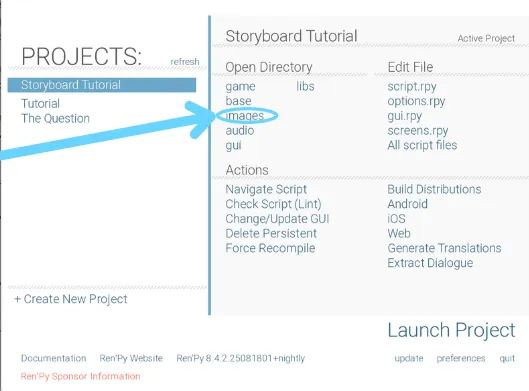 PROJECTS:
refresh
Storyboard Tutorial
Tutorial
The Question
+ Create New Project
Storyboard Tutorial
Active Project
Open Directory
game
libs
base
images
audio
gui
Edit File
script.rpy
options.rpy
gui.rpy
screens.rpy
All script files
Actions
Navigate Script
Check Script (Lint)
Change/Update GUI
Delete Persistent
Force Recompile
Build Distributions
Android
iOS
Web
Generate Translations
Extract Dialogue
Launch Project
Documentation
Ren'Py Website
Ren'Py 8.4.2.25081801+nightly
update
preferences
quit
Ren'Py Sponsor Information